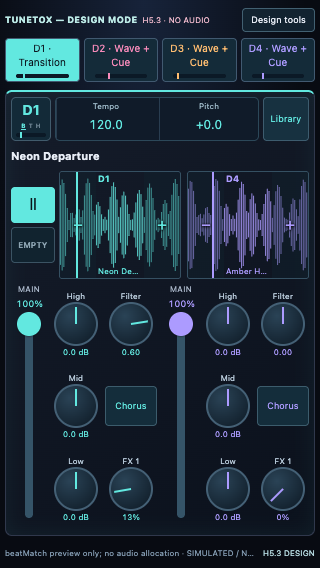 TUNETOX — DESIGN MODE H5.3 · NO AUDIO
Design tools
D1 · Transition
D2 · Wave + Cue
D3 · Wave + Cue
D4 · Wave + Cue
D1
B T H
Tempo
120.0
Pitch
+0.0
Library
Neon Departure
D1
D4
II
EMPTY
− +
− +
Neon De...
Amber H...
MAIN
100%
High
0.0 dB
Filter
0.60
Mid
0.0 dB
Chorus
Low
0.0 dB
FX 1
13%
MAIN
100%
High
0.0 dB
Filter
0.00
Mid
0.0 dB
Chorus
Low
0.0 dB
FX 1
0%
beatMatch preview only; no audio allocation · SIMULATED / N...
H5.3 DESIGN